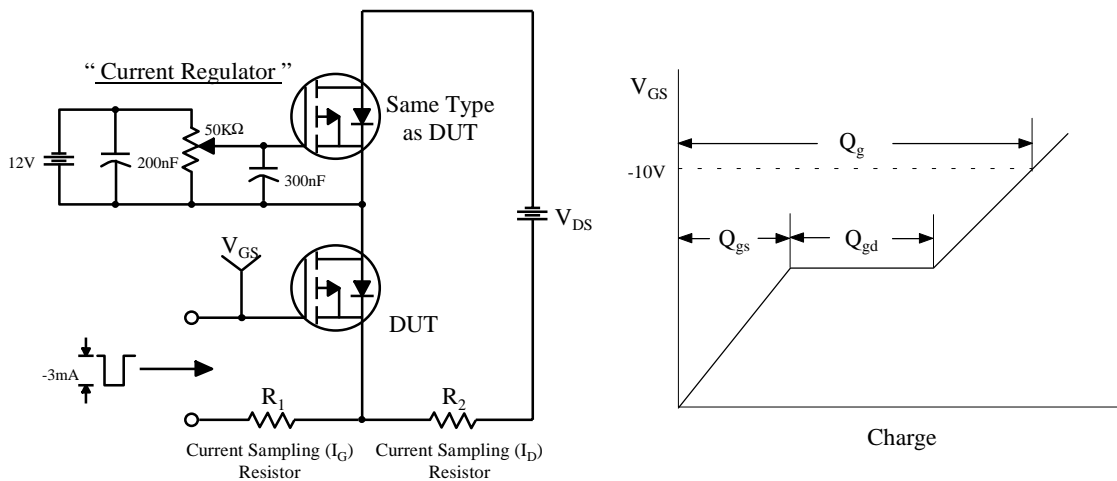 “ Current Regulator ”
Same Type
as DUT
50KΩ
12V
200nF
300nF
V_GS
DUT
V_DS
-3mA
R_1
R_2
Current Sampling (I_G)
Resistor
Current Sampling (I_D)
Resistor
V_GS
Q_g
-10V
Q_gs
Q_gd
Charge